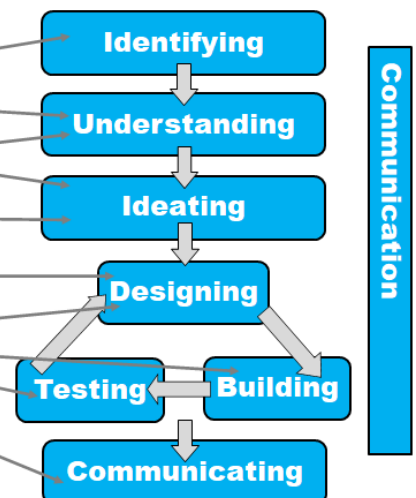 Identifying
Understanding
Ideating
Designing
Testing
Building
Communicating
Communication